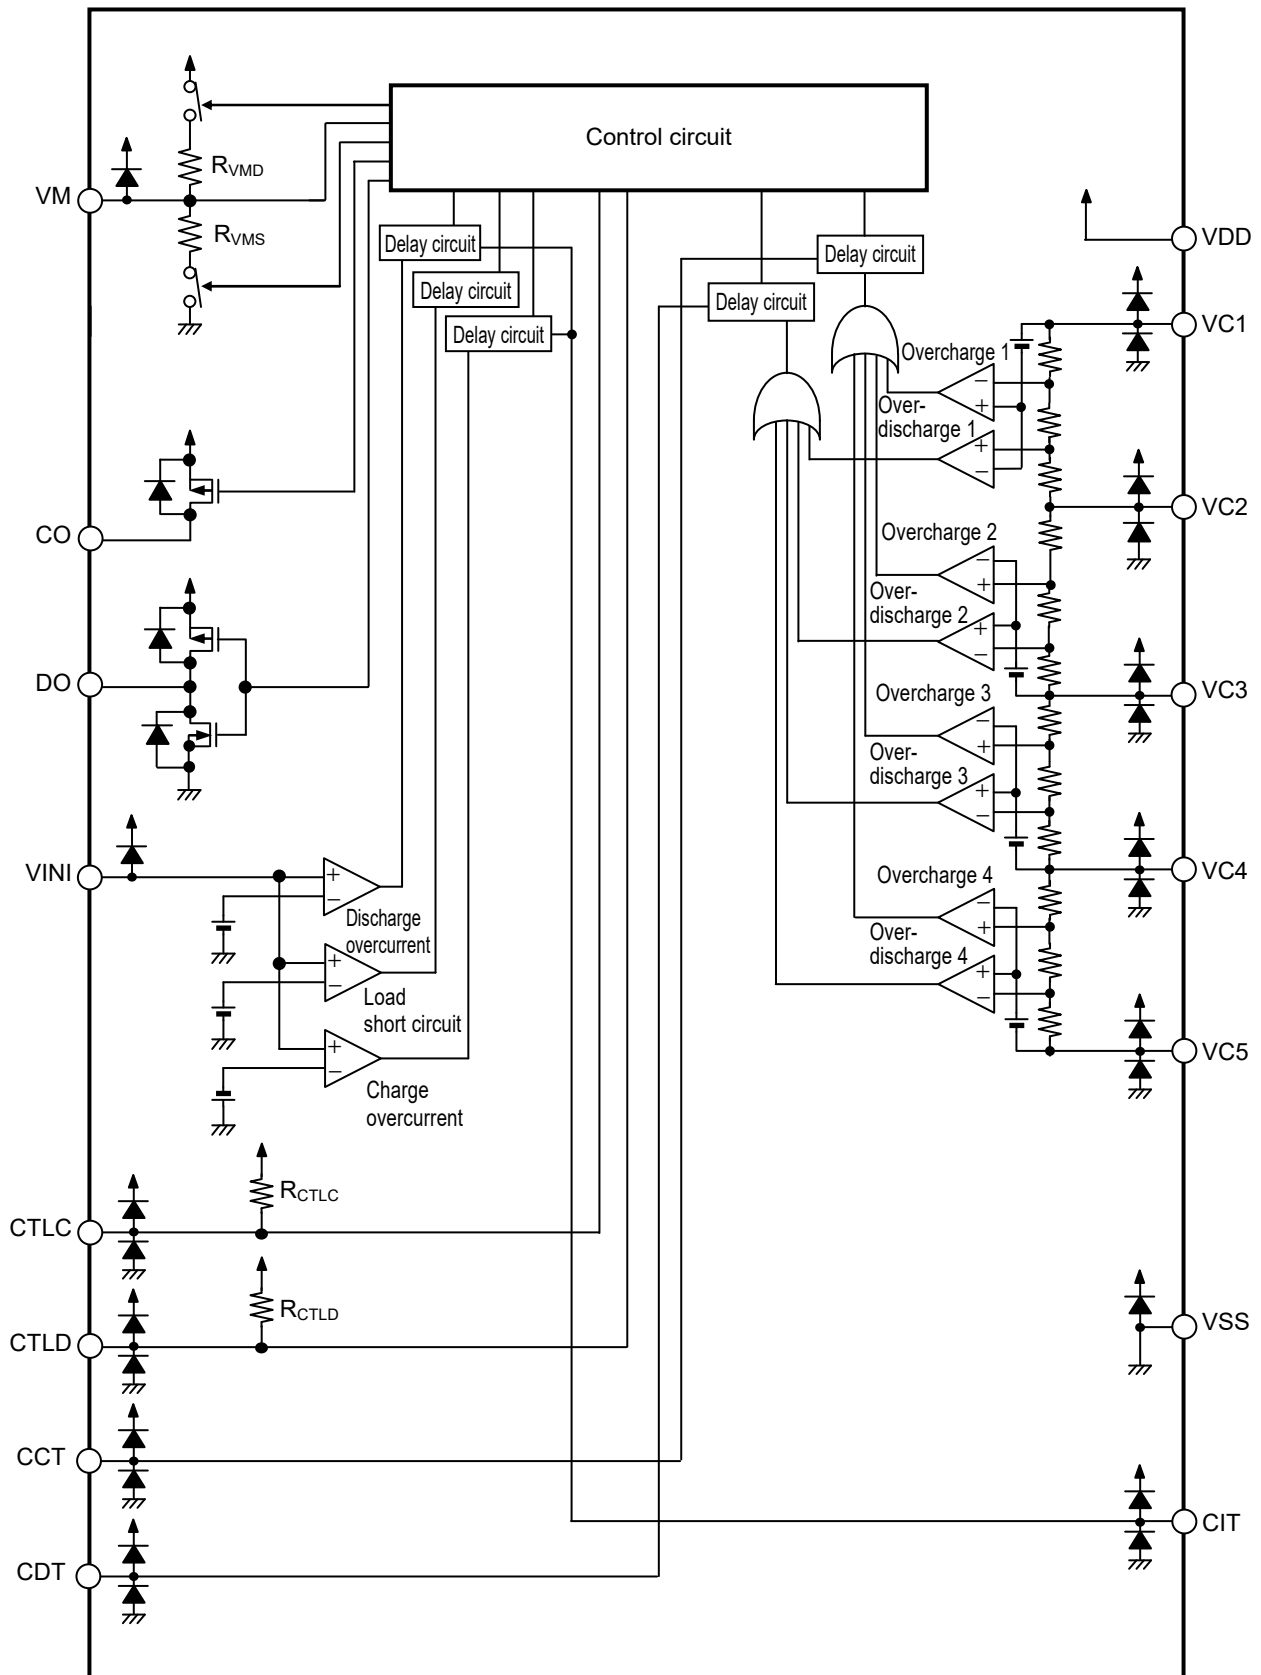 Control circuit
RVMD
VM
RVMS
Delay circuit
VDD
Delay circuit
Delay circuit
Delay circuit
Delay circuit
VC1
Overcharge 1
−
+
Over-
discharge 1
+
−
VC2
CO
Overcharge 2
−
+
Over-
discharge 2
+
−
DO
VC3
Overcharge 3
−
+
Over-
discharge 3
+
−
VINI
VC4
+
−
Overcharge 4
−
+
Discharge
overcurrent
Over-
discharge 4
+
−
+
−
Load
short circuit
+
−
VC5
Charge
overcurrent
RCTLC
CTLC
RCTLD
CTLD
VSS
CCT
CIT
CDT